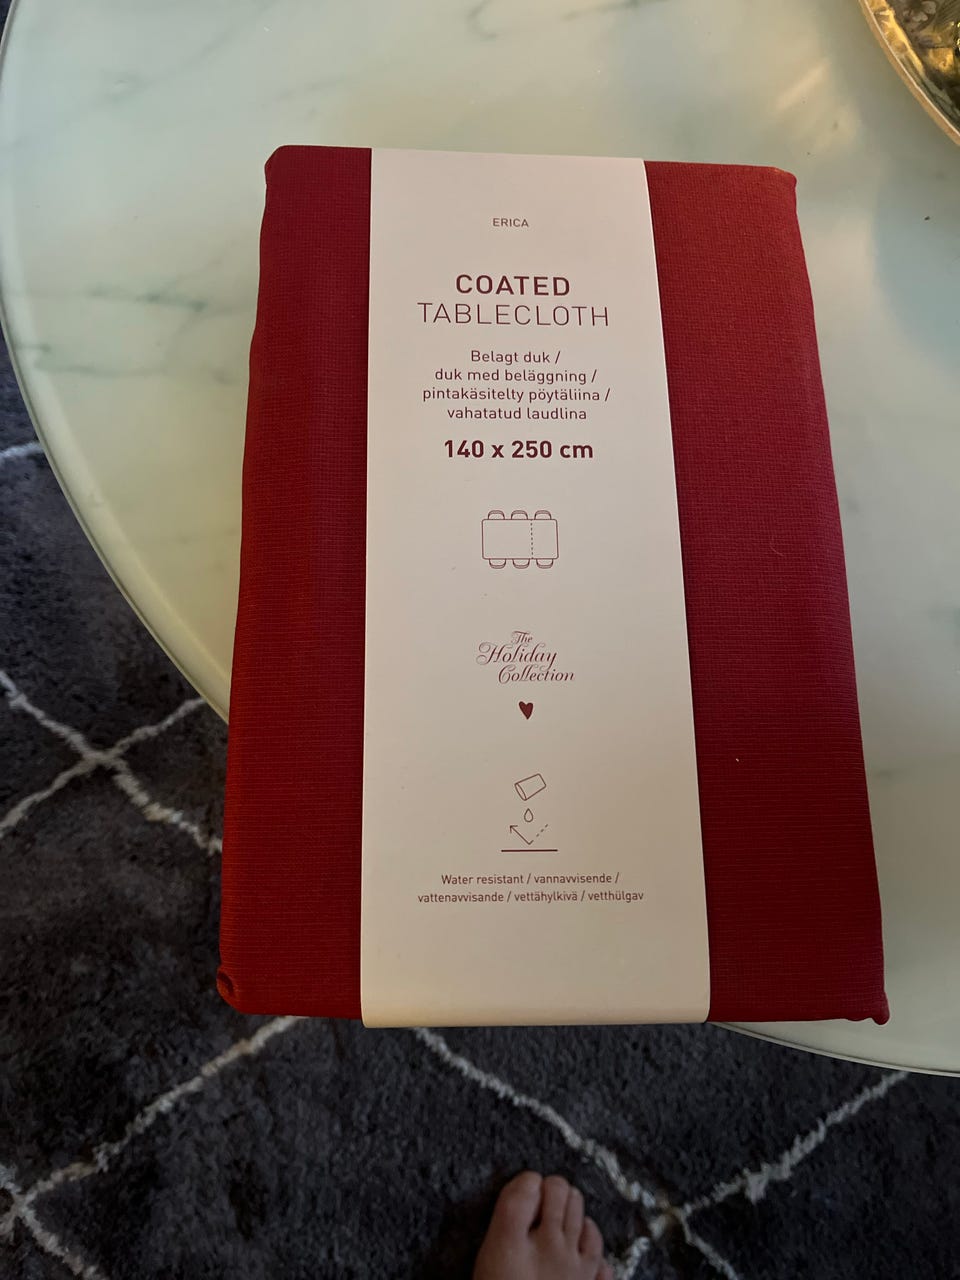 ERICA
COATED
TABLECLOTH
Belagt duk /
duk med beläggning /
pintakäsitelty pöytäliina /
vahatatud laudlina
140 x 250 cm
The
Holiday
Collection
Water resistant / vannavvisende /
vattenavvisande / vettähylkivä / vetthülgav